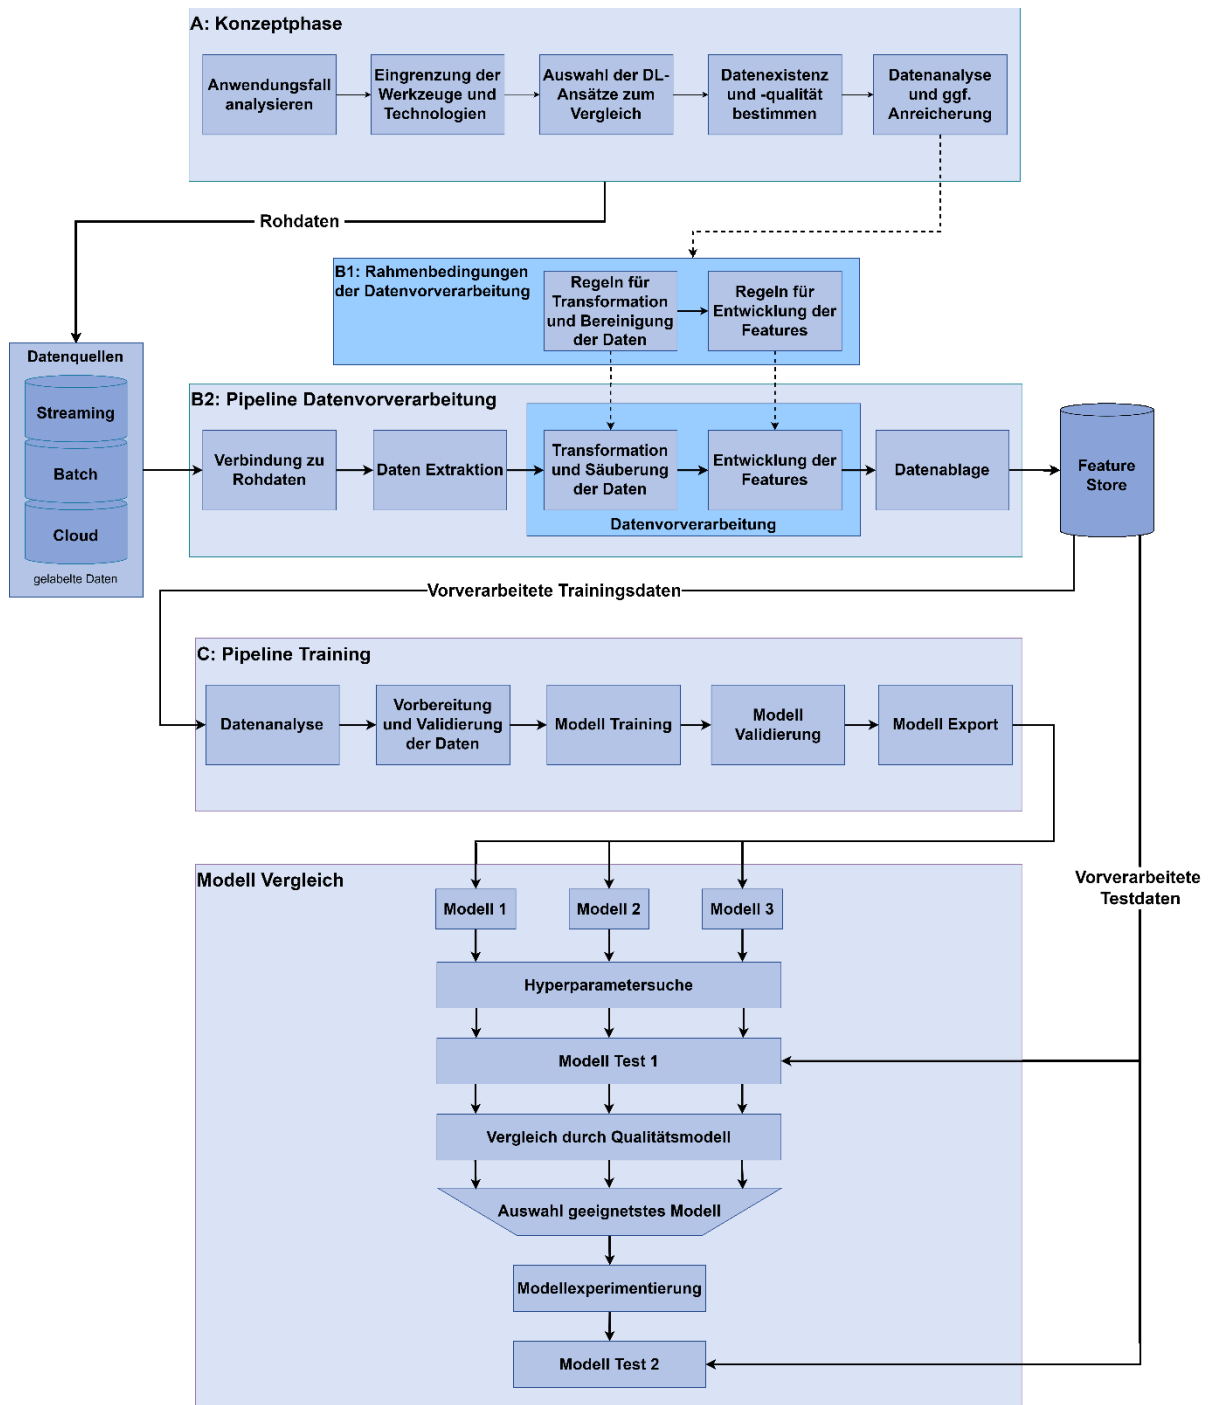 A: Konzeptphase
Anwendungsfall
analysieren
Eingrenzung der
Werkzeuge und
Technologien
Auswahl der DL-
Ansätze zum
Vergleich
Datenexistenz
und -qualität
bestimmen
Datenanalyse
und ggf.
Anreicherung
Rohdaten
B1: Rahmenbedingungen
der Datenvorverarbeitung
Regeln für
Transformation
und Bereinigung
der Daten
Regeln für
Entwicklung der
Features
Datenquellen
Streaming
Batch
Cloud
gelabelte Daten
B2: Pipeline Datenvorverarbeitung
Verbindung zu
Rohdaten
Daten Extraktion
Transformation
und Säuberung
der Daten
Entwicklung der
Features
Datenvorverarbeitung
Datenablage
Feature
Store
Vorverarbeitete Trainingsdaten
C: Pipeline Training
Datenanalyse
Vorbereitung
und Validierung
der Daten
Modell Training
Modell
Validierung
Modell Export
Modell Vergleich
Modell 1
Modell 2
Modell 3
Vorverarbeitete
Testdaten
Hyperparametersuche
Modell Test 1
Vergleich durch Qualitätsmodell
Auswahl geeignetstes Modell
Modellexperimentierung
Modell Test 2